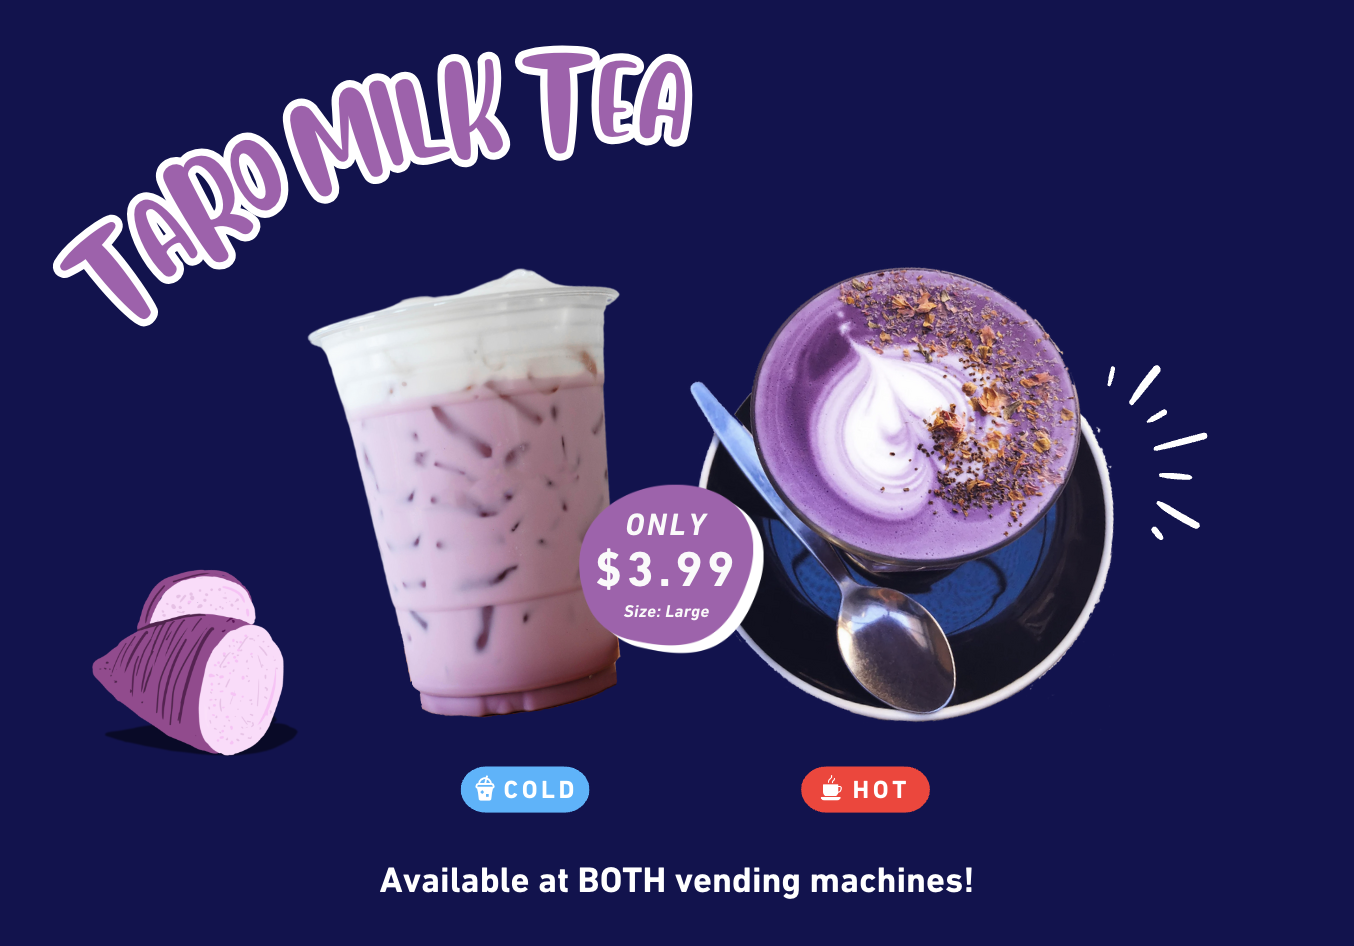 TARO MILK TEA
ONLY
$3.99
Size: Large
COLD
HOT
Available at BOTH vending machines!